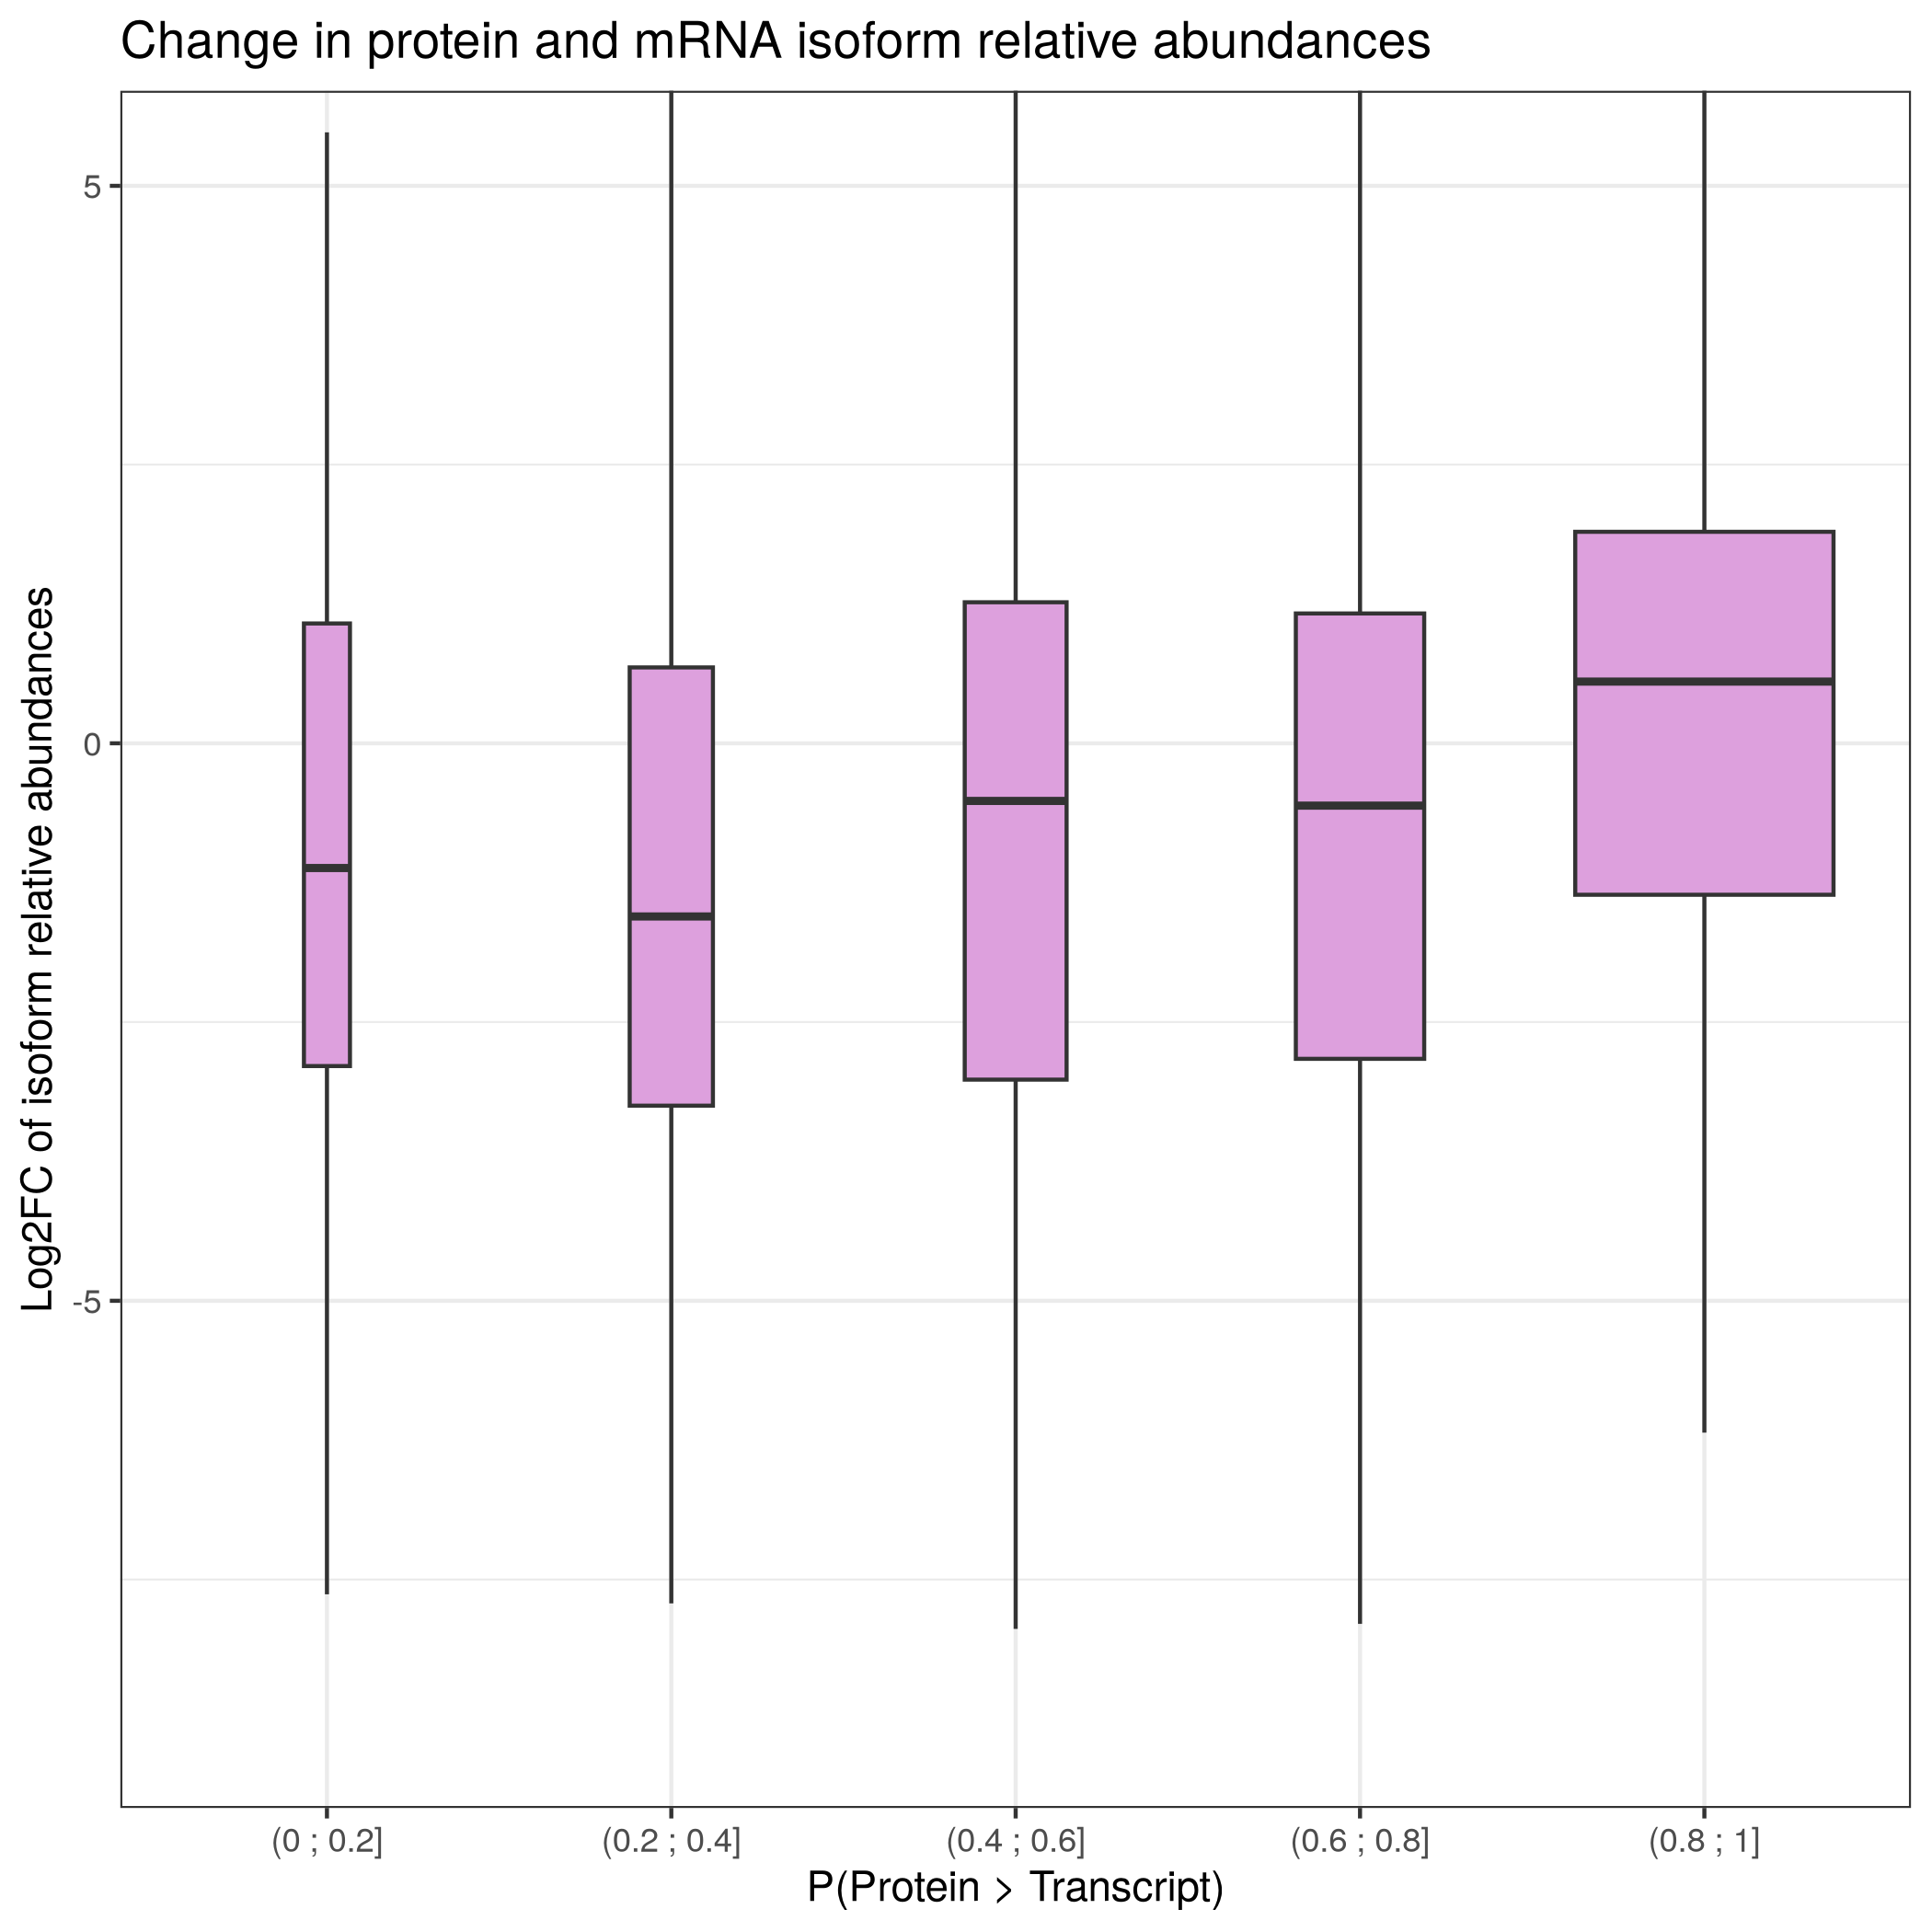 Change in protein and mRNA isoform relative abundances
Log2FC of isoform relative abundances
5
0
-5
(0 ; 0.2]
(0.2 ; 0.4]
(0.4 ; 0.6]
(0.6 ; 0.8]
(0.8 ; 1]
P(Protein > Transcript)